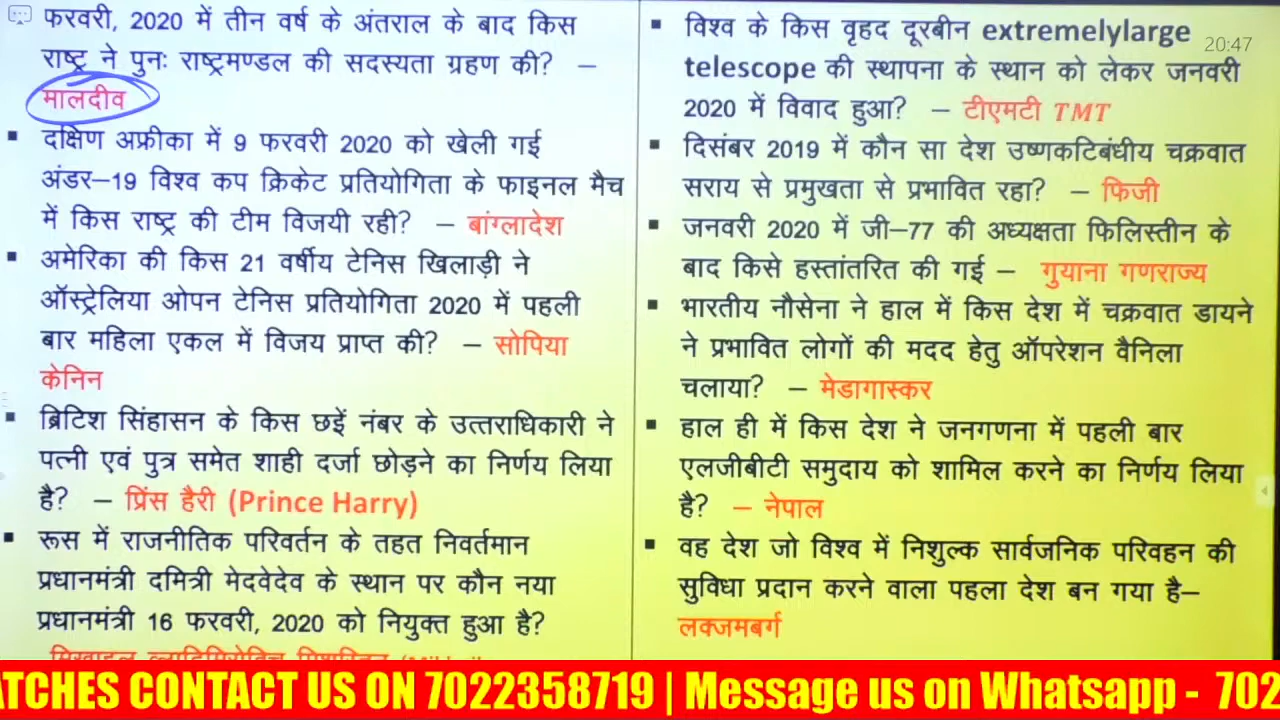 फरवरी, 2020 में तीन वर्ष के अंतराल के बाद किस
राष्ट्र ने पुनः राष्ट्रमण्डल की सदस्यता ग्रहण की? –
मालदीव
▪ दक्षिण अफ्रीका में 9 फरवरी 2020 को खेली गई
अंडर–19 विश्व कप क्रिकेट प्रतियोगिता के फाइनल मैच
में किस राष्ट्र की टीम विजयी रही? – बांग्लादेश
▪ अमेरिका की किस 21 वर्षीय टेनिस खिलाड़ी ने
ऑस्ट्रेलिया ओपन टेनिस प्रतियोगिता 2020 में पहली
बार महिला एकल में विजय प्राप्त की? – सोपिया
केनिन
▪ ब्रिटिश सिंहासन के किस छठें नंबर के उत्तराधिकारी ने
पत्नी एवं पुत्र समेत शाही दर्जा छोड़ने का निर्णय लिया
है? – प्रिंस हैरी (Prince Harry)
▪ रूस में राजनीतिक परिवर्तन के तहत निवर्तमान
प्रधानमंत्री दमित्री मेदवेदेव के स्थान पर कौन नया
प्रधानमंत्री 16 फरवरी, 2020 को नियुक्त हुआ है?
▪ विश्व के किस वृहद दूरबीन extremelylarge
20:47
telescope की स्थापना के स्थान को लेकर जनवरी
2020 में विवाद हुआ? – टीएमटी TMT
▪ दिसंबर 2019 में कौन सा देश उष्णकटिबंधीय चक्रवात
सराय से प्रमुखता से प्रभावित रहा? – फिजी
▪ जनवरी 2020 में जी–77 की अध्यक्षता फिलिस्तीन के
बाद किसे हस्तांतरित की गई – गुयाना गणराज्य
▪ भारतीय नौसेना ने हाल में किस देश में चक्रवात डायने
ने प्रभावित लोगों की मदद हेतु ऑपरेशन वैनिला
चलाया? – मेडागास्कर
▪ हाल ही में किस देश ने जनगणना में पहली बार
एलजीबीटी समुदाय को शामिल करने का निर्णय लिया
है? – नेपाल
▪ वह देश जो विश्व में निशुल्क सार्वजनिक परिवहन की
सुविधा प्रदान करने वाला पहला देश बन गया है–
लक्जमबर्ग
ATCHES CONTACT US ON 7022358719 | Message us on Whatsapp - 702